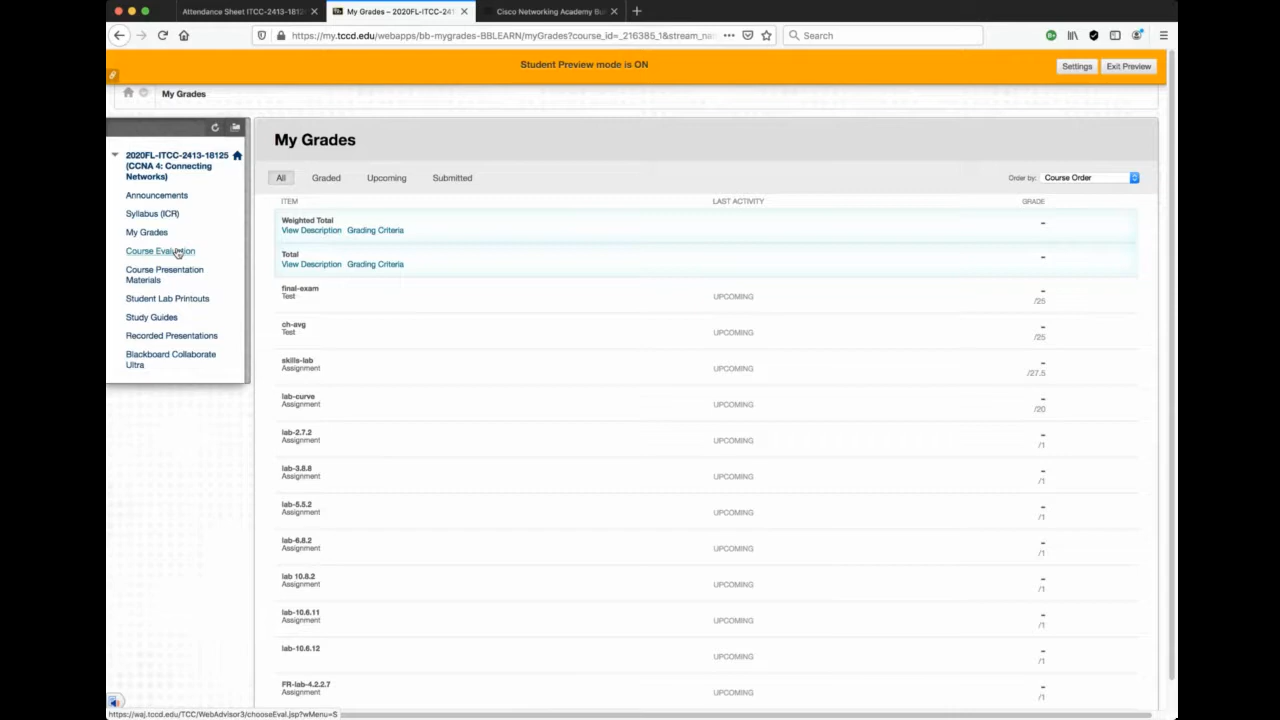 Attendance Sheet ITCC-2413-1812
My Grades – 2020FL-ITCC-241
Cisco Networking Academy Bu
https://my.tccd.edu/webapps/bb-mygrades-BBLEARN/myGrades?course_id=_216385_1&stream_na
Search
Student Preview mode is ON
Settings
Exit Preview
My Grades
2020FL-ITCC-2413-18125
(CCNA 4: Connecting
Networks)
Announcements
Syllabus (ICR)
My Grades
Course Evaluation
Course Presentation
Materials
Student Lab Printouts
Study Guides
Recorded Presentations
Blackboard Collaborate
Ultra
My Grades
All Graded Upcoming Submitted
Order by: Course Order
ITEM LAST ACTIVITY GRADE
Weighted Total
View Description Grading Criteria
-
Total
View Description Grading Criteria
-
final-exam
Test
UPCOMING
-
/25
ch-avg
Test
UPCOMING
-
/25
skills-lab
Assignment
UPCOMING
-
/27.5
lab-curve
Assignment
UPCOMING
-
/20
lab-2.7.2
Assignment
UPCOMING
-
/1
lab-3.8.8
Assignment
UPCOMING
-
/1
lab-5.5.2
Assignment
UPCOMING
-
/1
lab-6.8.2
Assignment
UPCOMING
-
/1
lab 10.8.2
Assignment
UPCOMING
-
/1
lab-10.6.11
Assignment
UPCOMING
-
/1
lab-10.6.12
UPCOMING
-
/1
FR-lab-4.2.2.7
Assignment
UPCOMING
-
/1
https://waj.tccd.edu/TCC/WebAdvisor3/chooseEval.jsp?wMenu=S